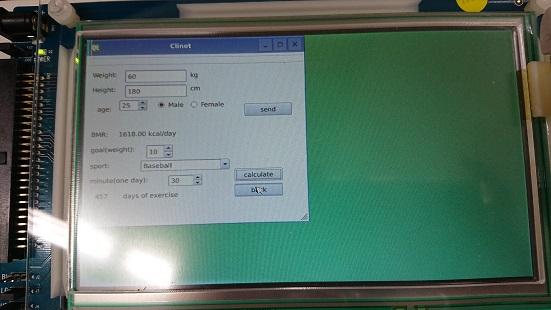 Clinet
Weight: 60 kg
Height: 180 cm
age: 25 Male Female
send
BMR: 1618.00 kcal/day
goal(weight): 10
sport: Baseball
minute(one day): 30
calculate
457 days of exercise
POWER